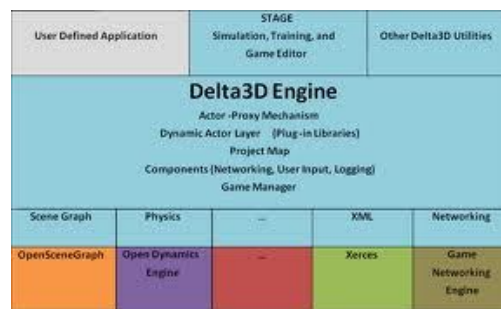 User Defined Application
STAGE
Simulation, Training, and
Game Editor
Other Delta3D Utilities
Delta3D Engine
Actor -Proxy Mechanism
Dynamic Actor Layer (Plug-in Libraries)
Project Map
Components (Networking, User Input, Logging)
Game Manager
Scene Graph
Physics
...
XML
Networking
OpenSceneGraph
Open Dynamics
Engine
...
Xerces
Game
Networking
Engine